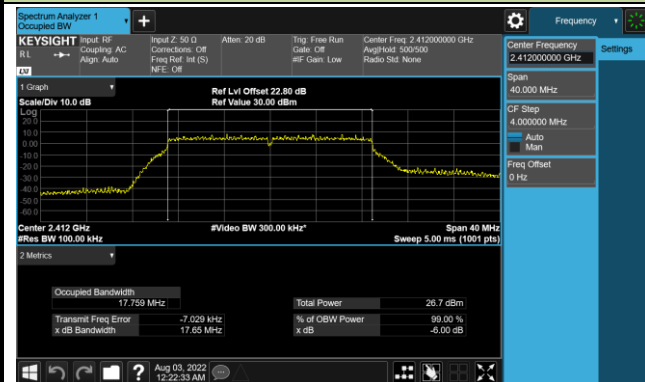 Spectrum Analyzer 1
Occupied BW
Frequency
KEYSIGHT
RL
Input: RF
Coupling: AC
Align: Auto
Input Z: 50 Ω
Corrections: Off
Freq Ref: Int (S)
NFE: Off
Atten: 20 dB
Trig: Free Run
Gate: Off
#IF Gain: Low
Center Freq: 2.412000000 GHz
Avg|Hold: 500/500
Radio Std: None
Center Frequency
2.412000000 GHz
Settings
Span
40.000 MHz
CF Step
4.000000 MHz
Auto
Man
Freq Offset
0 Hz
1 Graph
Scale/Div 10.0 dB
Ref Lvl Offset 22.80 dB
Ref Value 30.00 dBm
Log
20.0
10.0
0.00
-10.0
-20.0
-30.0
-40.0
-50.0
-60.0
Center 2.412 GHz
#Res BW 100.00 kHz
#Video BW 300.00 kHz*
Span 40 MHz
Sweep 5.00 ms (1001 pts)
2 Metrics
Occupied Bandwidth
17.759 MHz
Total Power 26.7 dBm
Transmit Freq Error -7.029 kHz
% of OBW Power 99.00 %
x dB Bandwidth 17.65 MHz
x dB -6.00 dB
?
Aug 03, 2022
12:22:33 AM